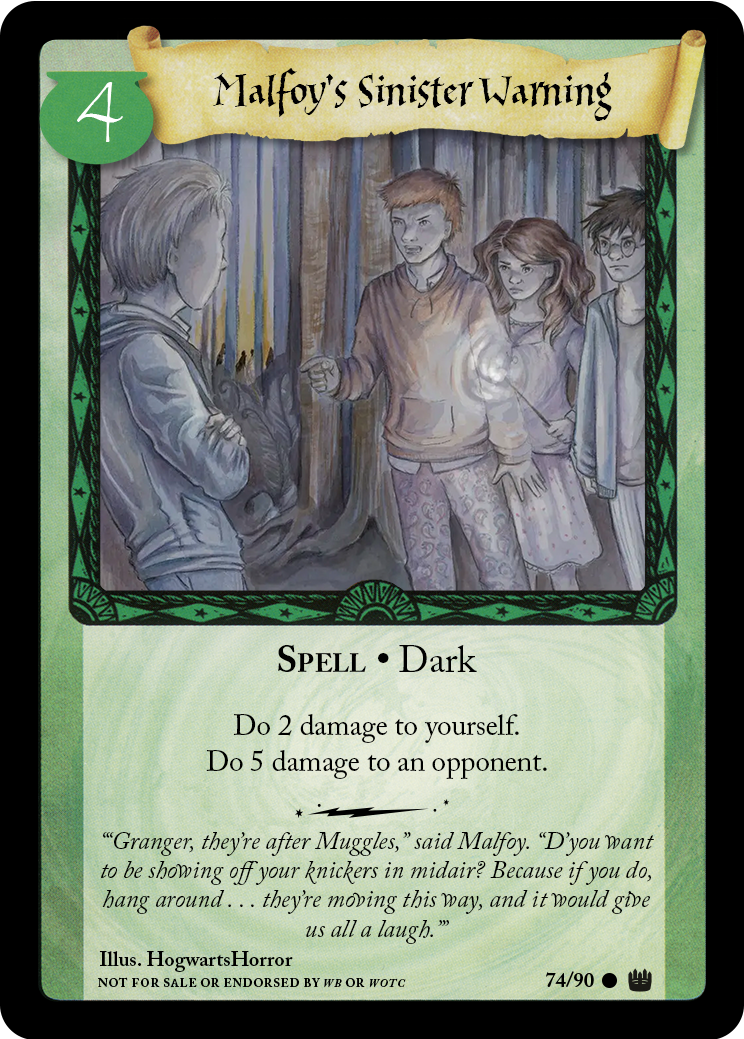 4
Malfoy's Sinister Warning
SPELL • Dark
Do 2 damage to yourself.
Do 5 damage to an opponent.
“‘Granger, they’re after Muggles,” said Malfoy. “D’you want
to be showing off your knickers in midair? Because if you do,
hang around . . . they’re moving this way, and it would give
us all a laugh.’”
Illus. HogwartsHorror
NOT FOR SALE OR ENDORSED BY WB OR WOTC
74/90 ●